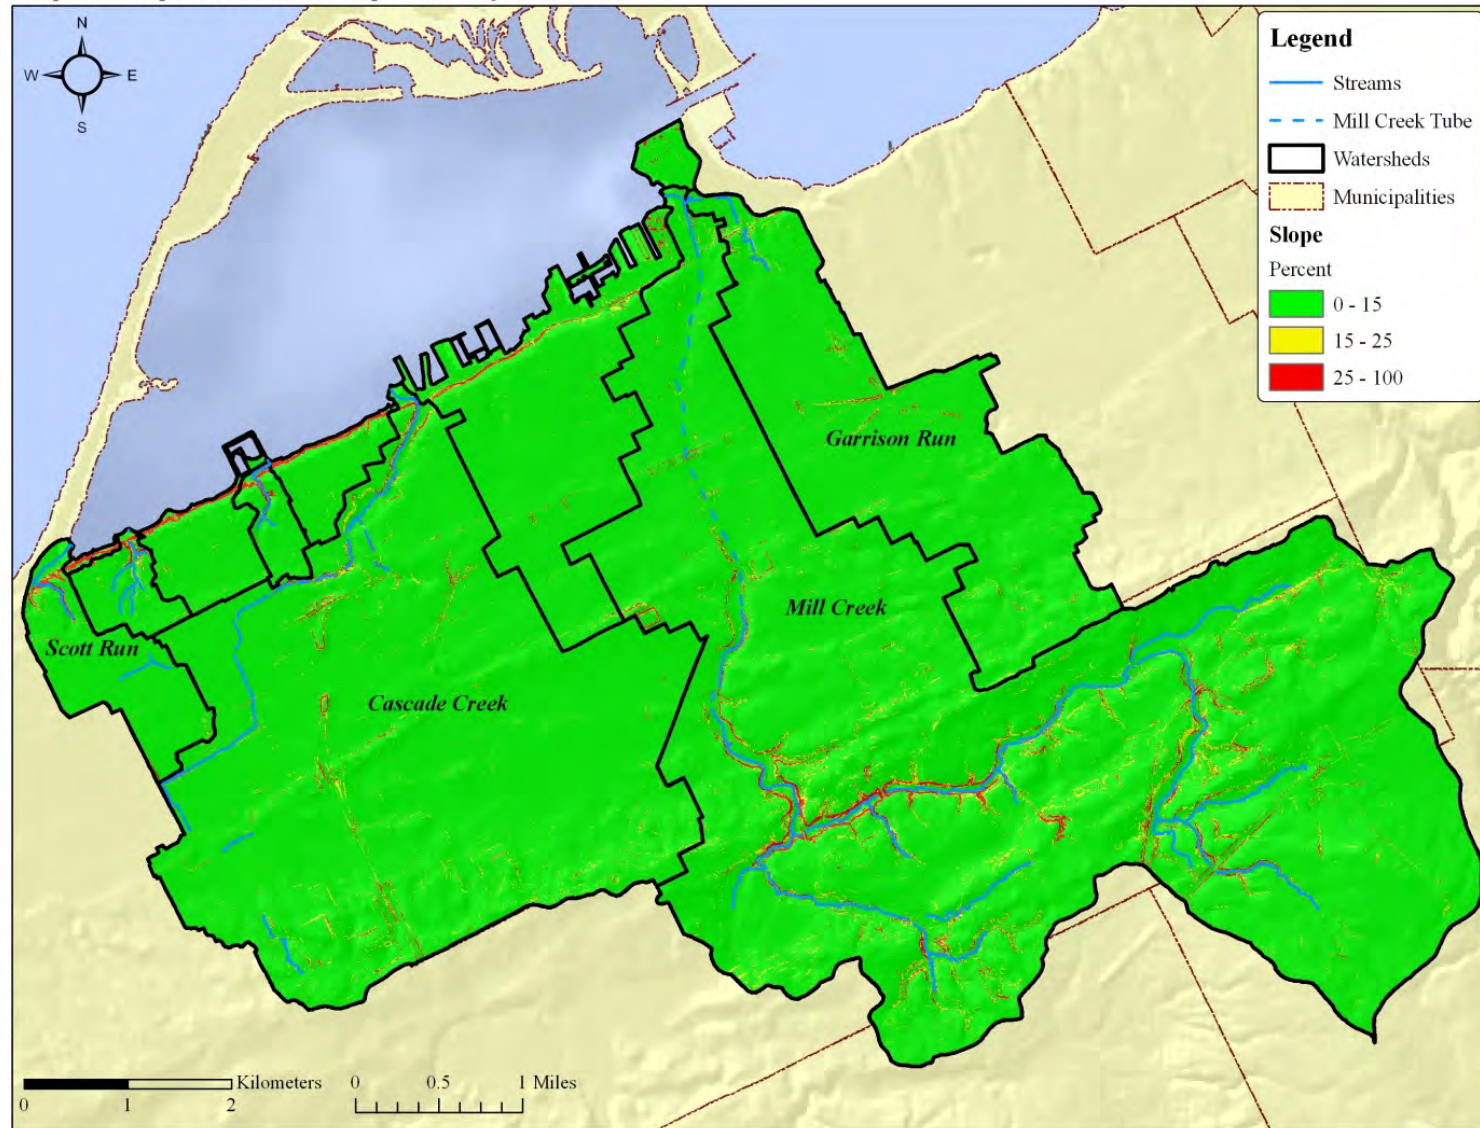 N
W E
S
Legend
Streams
Mill Creek Tube
Watersheds
Municipalities
Slope
Percent
0 - 15
15 - 25
25 - 100
Garrison Run
Mill Creek
Scott Run
Cascade Creek
Kilometers 0 0.5 1 Miles
0 1 2